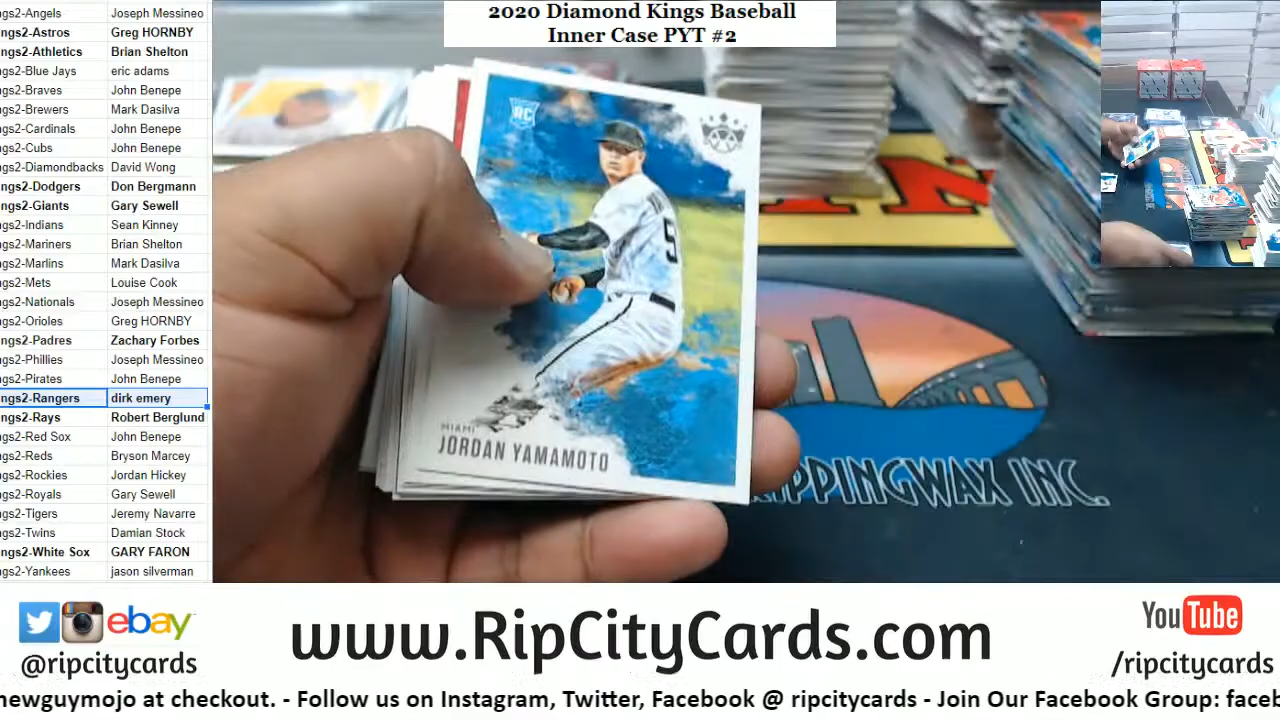 2020 Diamond Kings Baseball
Inner Case PYT #2
ngs2-Angels Joseph Messineo
ngs2-Astros Greg HORNBY
ngs2-Athletics Brian Shelton
ngs2-Blue Jays eric adams
ngs2-Braves John Benepe
ngs2-Brewers Mark Dasilva
ngs2-Cardinals John Benepe
ngs2-Cubs John Benepe
ngs2-Diamondbacks David Wong
ngs2-Dodgers Don Bergmann
ngs2-Giants Gary Sewell
ngs2-Indians Sean Kinney
ngs2-Mariners Brian Shelton
ngs2-Marlins Mark Dasilva
ngs2-Mets Louise Cook
ngs2-Nationals Joseph Messineo
ngs2-Orioles Greg HORNBY
ngs2-Padres Zachary Forbes
ngs2-Phillies Joseph Messineo
ngs2-Pirates John Benepe
ngs2-Rangers dirk emery
ngs2-Rays Robert Berglund
ngs2-Red Sox John Benepe
ngs2-Reds Bryson Marcey
ngs2-Rockies Jordan Hickey
ngs2-Royals Gary Sewell
ngs2-Tigers Jeremy Navarre
ngs2-Twins Damian Stock
ngs2-White Sox GARY FARON
ngs2-Yankees jason silverman
RC
5
MIAMI
JORDAN YAMAMOTO
RIPPINGWAX INC.
ebay
@ripcitycards
www.RipCityCards.com
YouTube
/ripcitycards
newguymojo at checkout. - Follow us on Instagram, Twitter, Facebook @ ripcitycards - Join Our Facebook Group: faceb